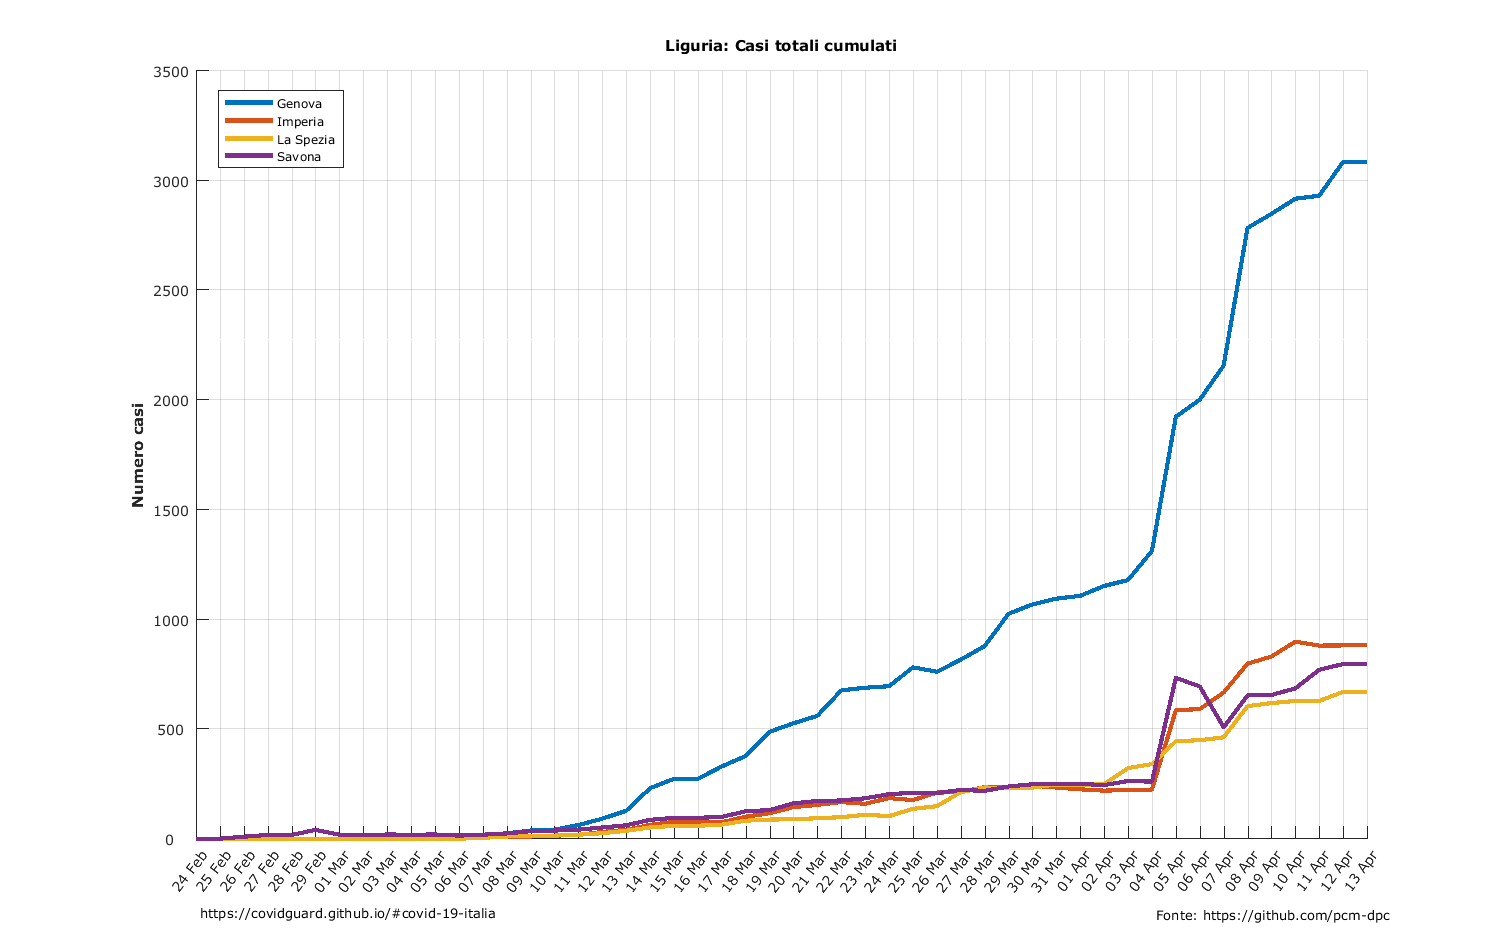 Liguria: Casi totali cumulati
Numero casi
3500
3000
2500
2000
1500
1000
500
0
Genova
Imperia
La Spezia
Savona
24 Feb
25 Feb
26 Feb
27 Feb
28 Feb
29 Feb
01 Mar
02 Mar
03 Mar
04 Mar
05 Mar
06 Mar
07 Mar
08 Mar
09 Mar
10 Mar
11 Mar
12 Mar
13 Mar
14 Mar
15 Mar
16 Mar
17 Mar
18 Mar
19 Mar
20 Mar
21 Mar
22 Mar
23 Mar
24 Mar
25 Mar
26 Mar
27 Mar
28 Mar
29 Mar
30 Mar
31 Mar
01 Apr
02 Apr
03 Apr
04 Apr
05 Apr
06 Apr
07 Apr
08 Apr
09 Apr
10 Apr
11 Apr
12 Apr
13 Apr
https://covidguard.github.io/#covid-19-italia
Fonte: https://github.com/pcm-dpc